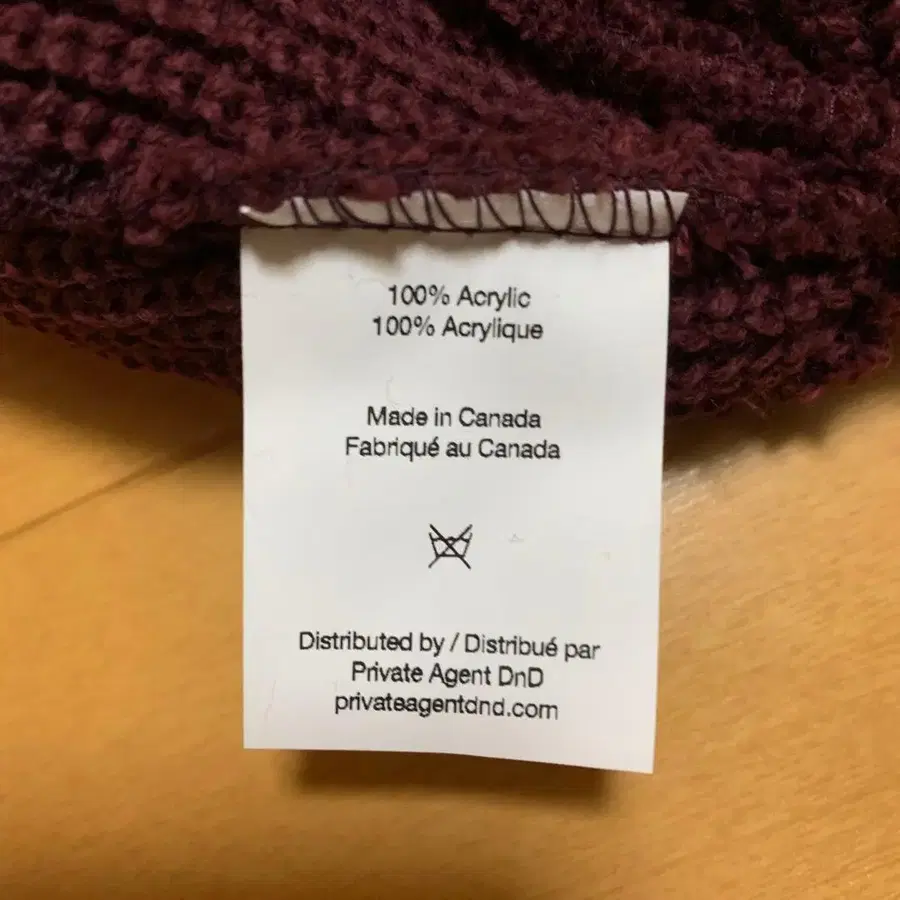 100% Acrylic
100% Acrylique
Made in Canada
Fabriqué au Canada
Distributed by / Distribué par
Private Agent DnD
privateagentdnd.com